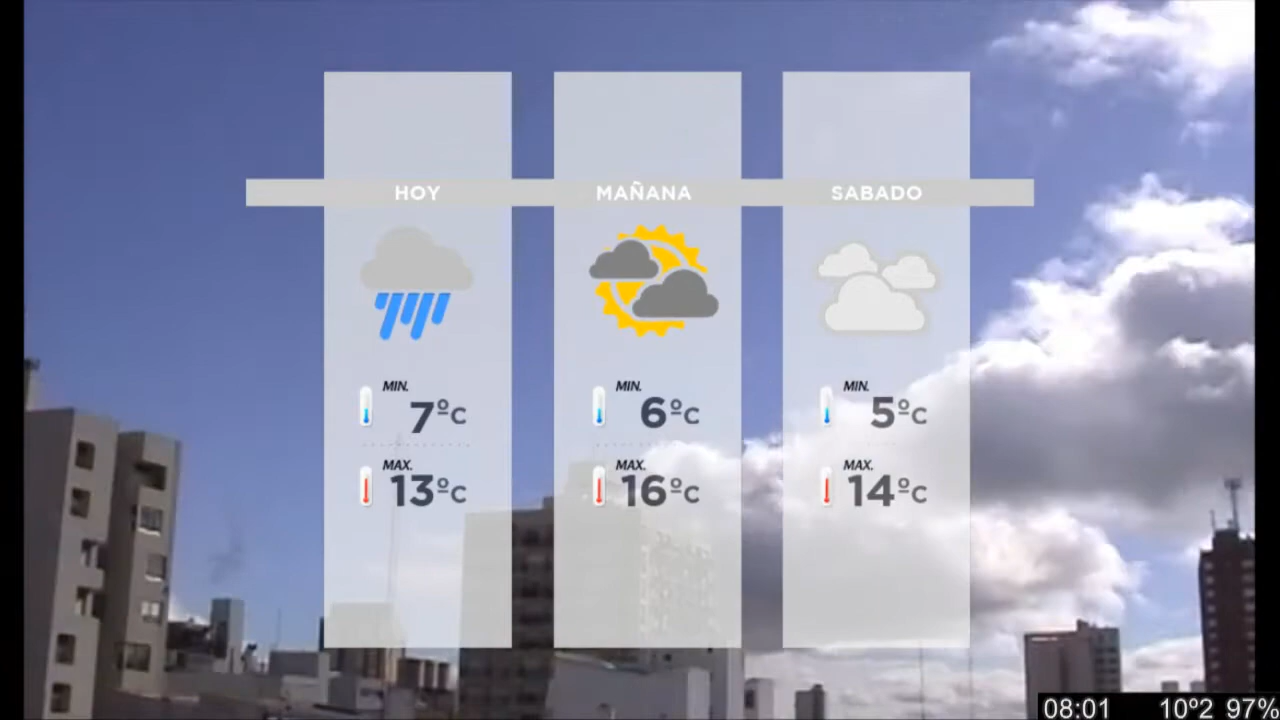 HOY MAÑANA SABADO
MIN. MIN. MIN.
7ºC 6ºC 5ºC
MAX. MAX. MAX.
13ºC 16ºC 14ºC
08:01 10º2 97%